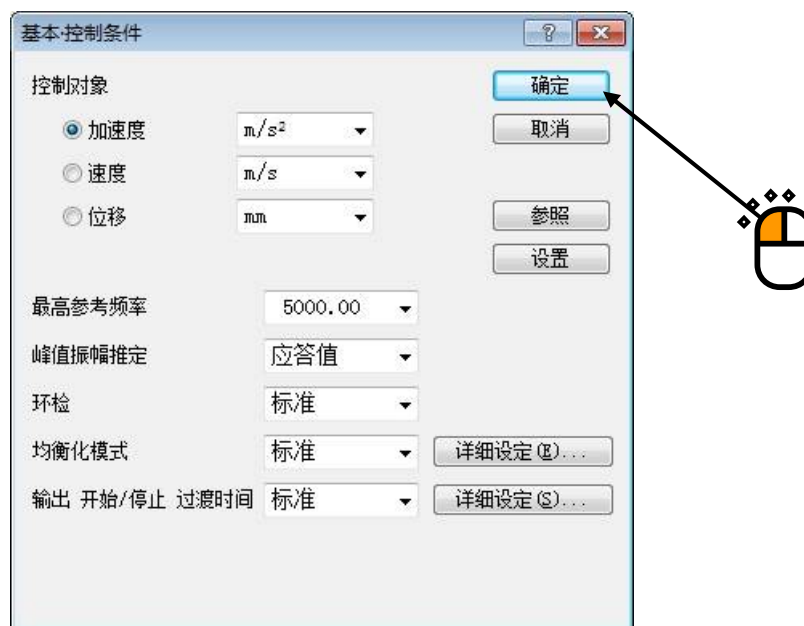 基本·控制条件
控制对象 确定
加速度 m/s² 取消
速度 m/s
位移 mm 参照
设置
最高参考频率 5000.00
峰值振幅推定 应答值
环检 标准
均衡化模式 标准 详细设定(E)...
输出 开始/停止 过渡时间 标准 详细设定(S)...